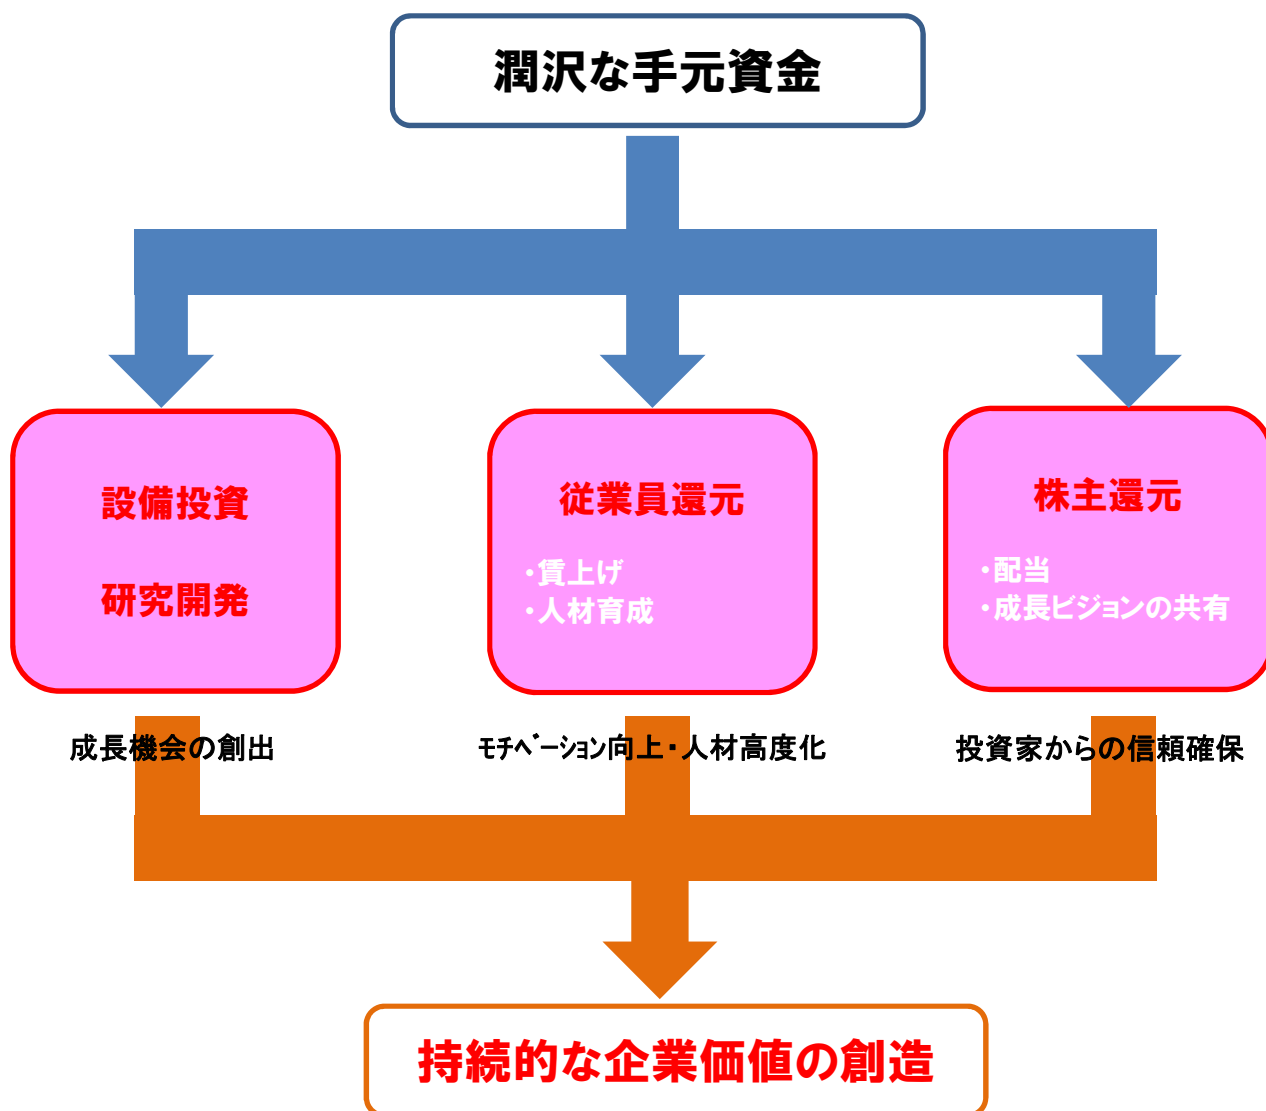 潤沢な手元資金
設備投資
研究開発
従業員還元
・賃上げ
・人材育成
株主還元
・配当
・成長ビジョンの共有
成長機会の創出
ﾓﾁﾍﾞｰｼｮﾝ向上・人材高度化
投資家からの信頼確保
持続的な企業価値の創造